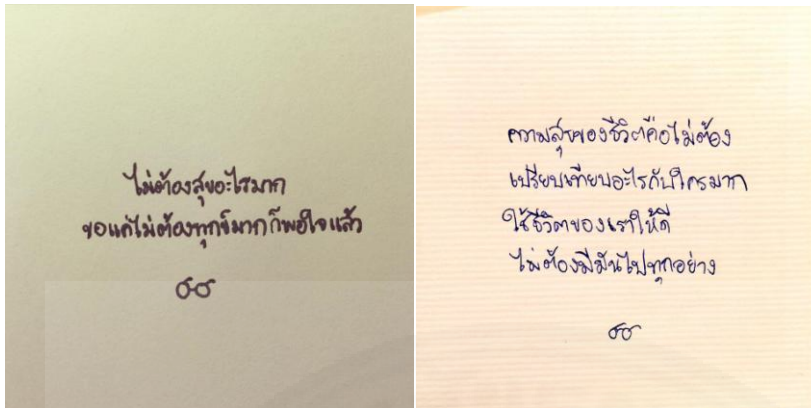 ไม่ต้องสุขอะไรมาก
ขอแค่ไม่ต้องทุกข์มากก็พอใจแล้ว
ความสุขของชีวิตคือไม่ต้อง
เปรียบเทียบอะไรกับใครมาก
ใช้ชีวิตของเราให้ดี
ไม่ต้องมีมันไปทุกอย่าง